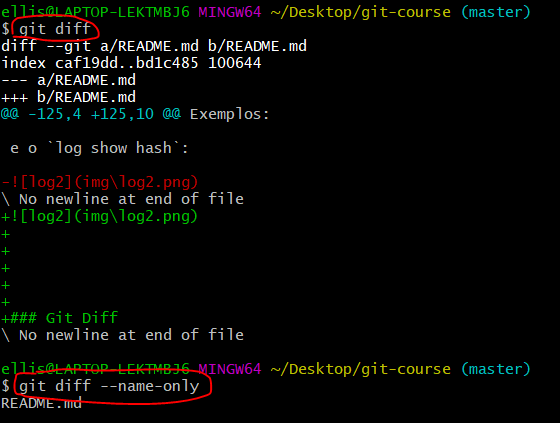 ellis@LAPTOP-LEKTMBJ6 MINGW64 ~/Desktop/git-course (master)
$ git diff
diff --git a/README.md b/README.md
index caf19dd..bd1c485 100644
--- a/README.md
+++ b/README.md
@@ -125,4 +125,10 @@ Exemplos:
e o `log show hash`:
-![log2](img\log2.png)
\ No newline at end of file
+![log2](img\log2.png)
+
+
+
+
+
+### Git Diff
\ No newline at end of file
ellis@LAPTOP-LEKTMBJ6 MINGW64 ~/Desktop/git-course (master)
$ git diff --name-only
README.md